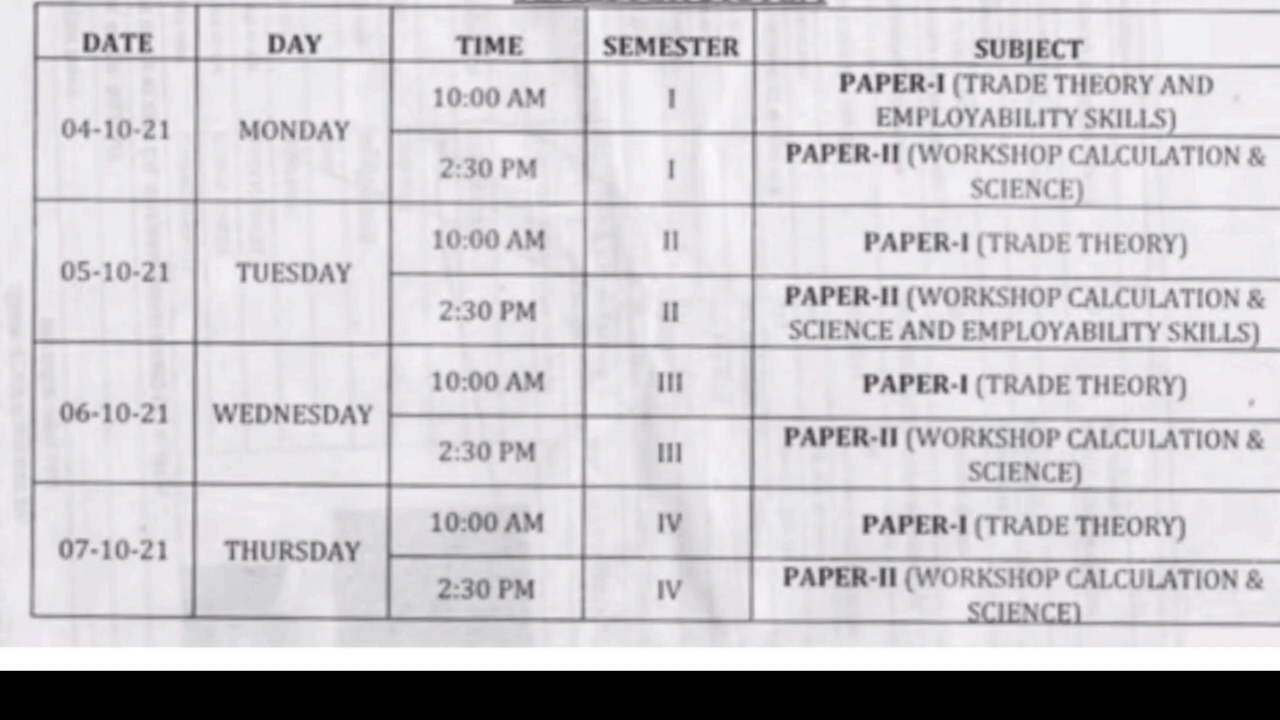 DATE DAY TIME SEMESTER SUBJECT
04-10-21 MONDAY 10:00 AM I PAPER-I (TRADE THEORY AND
EMPLOYABILITY SKILLS)
2:30 PM I PAPER-II (WORKSHOP CALCULATION &
SCIENCE)
05-10-21 TUESDAY 10:00 AM II PAPER-I (TRADE THEORY)
2:30 PM II PAPER-II (WORKSHOP CALCULATION &
SCIENCE AND EMPLOYABILITY SKILLS)
06-10-21 WEDNESDAY 10:00 AM III PAPER-I (TRADE THEORY)
2:30 PM III PAPER-II (WORKSHOP CALCULATION &
SCIENCE)
07-10-21 THURSDAY 10:00 AM IV PAPER-I (TRADE THEORY)
2:30 PM IV PAPER-II (WORKSHOP CALCULATION &
SCIENCE)